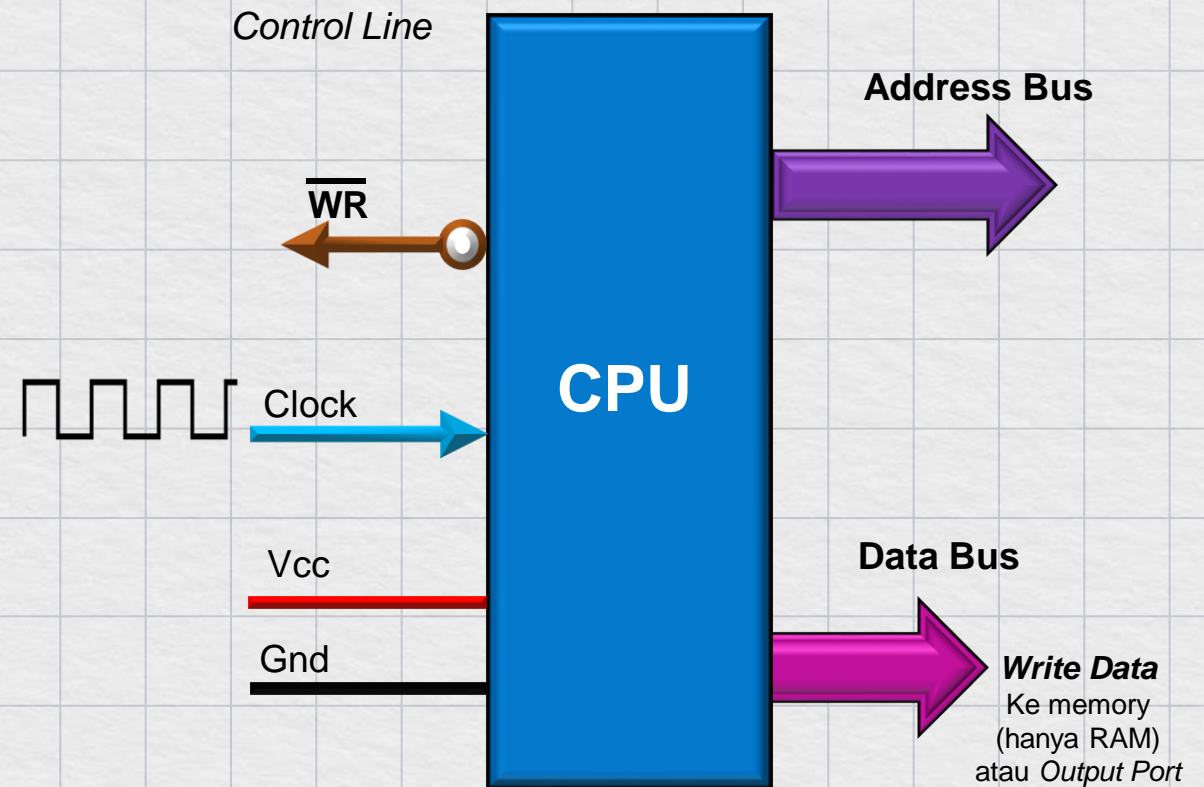 Control Line
Address Bus
WR
CPU
Clock
Vcc
Data Bus
Gnd
Write Data
Ke memory
(hanya RAM)
atau Output Port